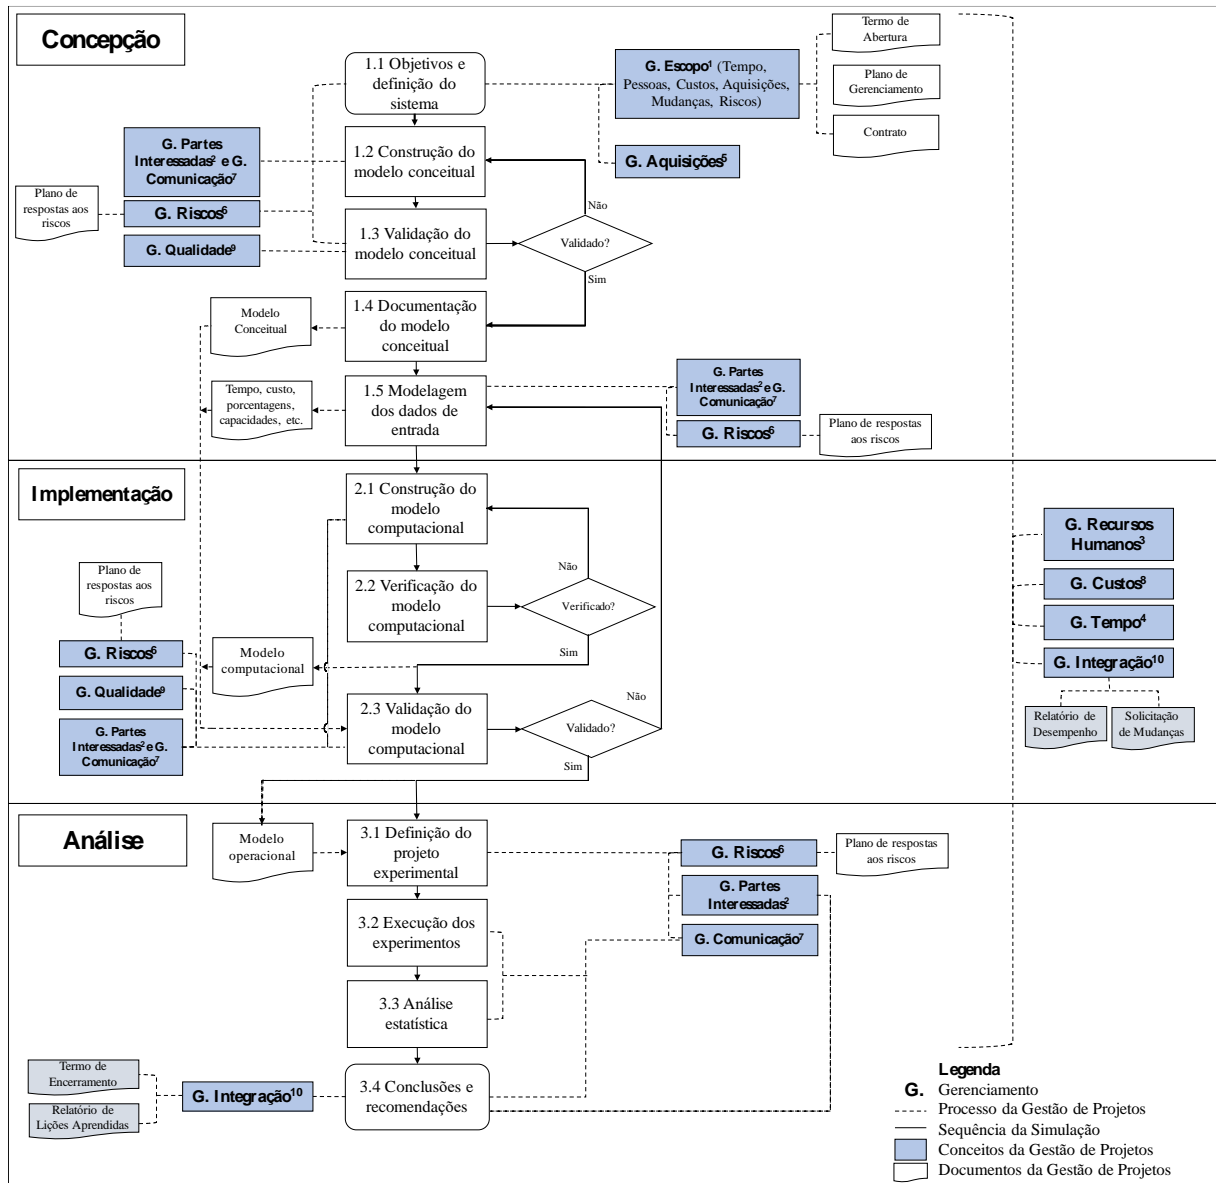 Concepção
1.1 Objetivos e
definição do
sistema
G. Escopo¹ (Tempo,
Pessoas, Custos, Aquisições,
Mudanças, Riscos)
Termo de
Abertura
Plano de
Gerenciamento
Contrato
G. Aquisições⁵
G. Partes
Interessadas² e G.
Comunicação⁷
1.2 Construção do
modelo conceitual
Plano de
respostas aos
riscos
G. Riscos⁶
G. Qualidade⁹
1.3 Validação do
modelo conceitual
Não
Validado?
Sim
Modelo
Conceitual
1.4 Documentação
do modelo
conceitual
Tempo, custo,
porcentagens,
capacidades, etc.
1.5 Modelagem
dos dados de
entrada
G. Partes
Interessadas² e G.
Comunicação⁷
G. Riscos⁶
Plano de respostas
aos riscos
Implementação
2.1 Construção do
modelo
computacional
Não
2.2 Verificação do
modelo
computacional
Verificado?
Sim
Plano de
respostas aos
riscos
G. Riscos⁶
G. Qualidade⁹
G. Partes
Interessadas² e G.
Comunicação⁷
Modelo
computacional
2.3 Validação do
modelo
computacional
Não
Validado?
Sim
G. Recursos
Humanos³
G. Custos⁸
G. Tempo⁴
G. Integração¹⁰
Relatório de
Desempenho
Solicitação
de Mudanças
Análise
Modelo
operacional
3.1 Definição do
projeto
experimental
G. Riscos⁶
Plano de respostas
aos riscos
G. Partes
Interessadas²
G. Comunicação⁷
3.2 Execução dos
experimentos
3.3 Análise
estatística
Termo de
Encerramento
Relatório de
Lições Aprendidas
G. Integração¹⁰
3.4 Conclusões e
recomendações
Legenda
G. Gerenciamento
Processo da Gestão de Projetos
Sequência da Simulação
Conceitos da Gestão de Projetos
Documentos da Gestão de Projetos